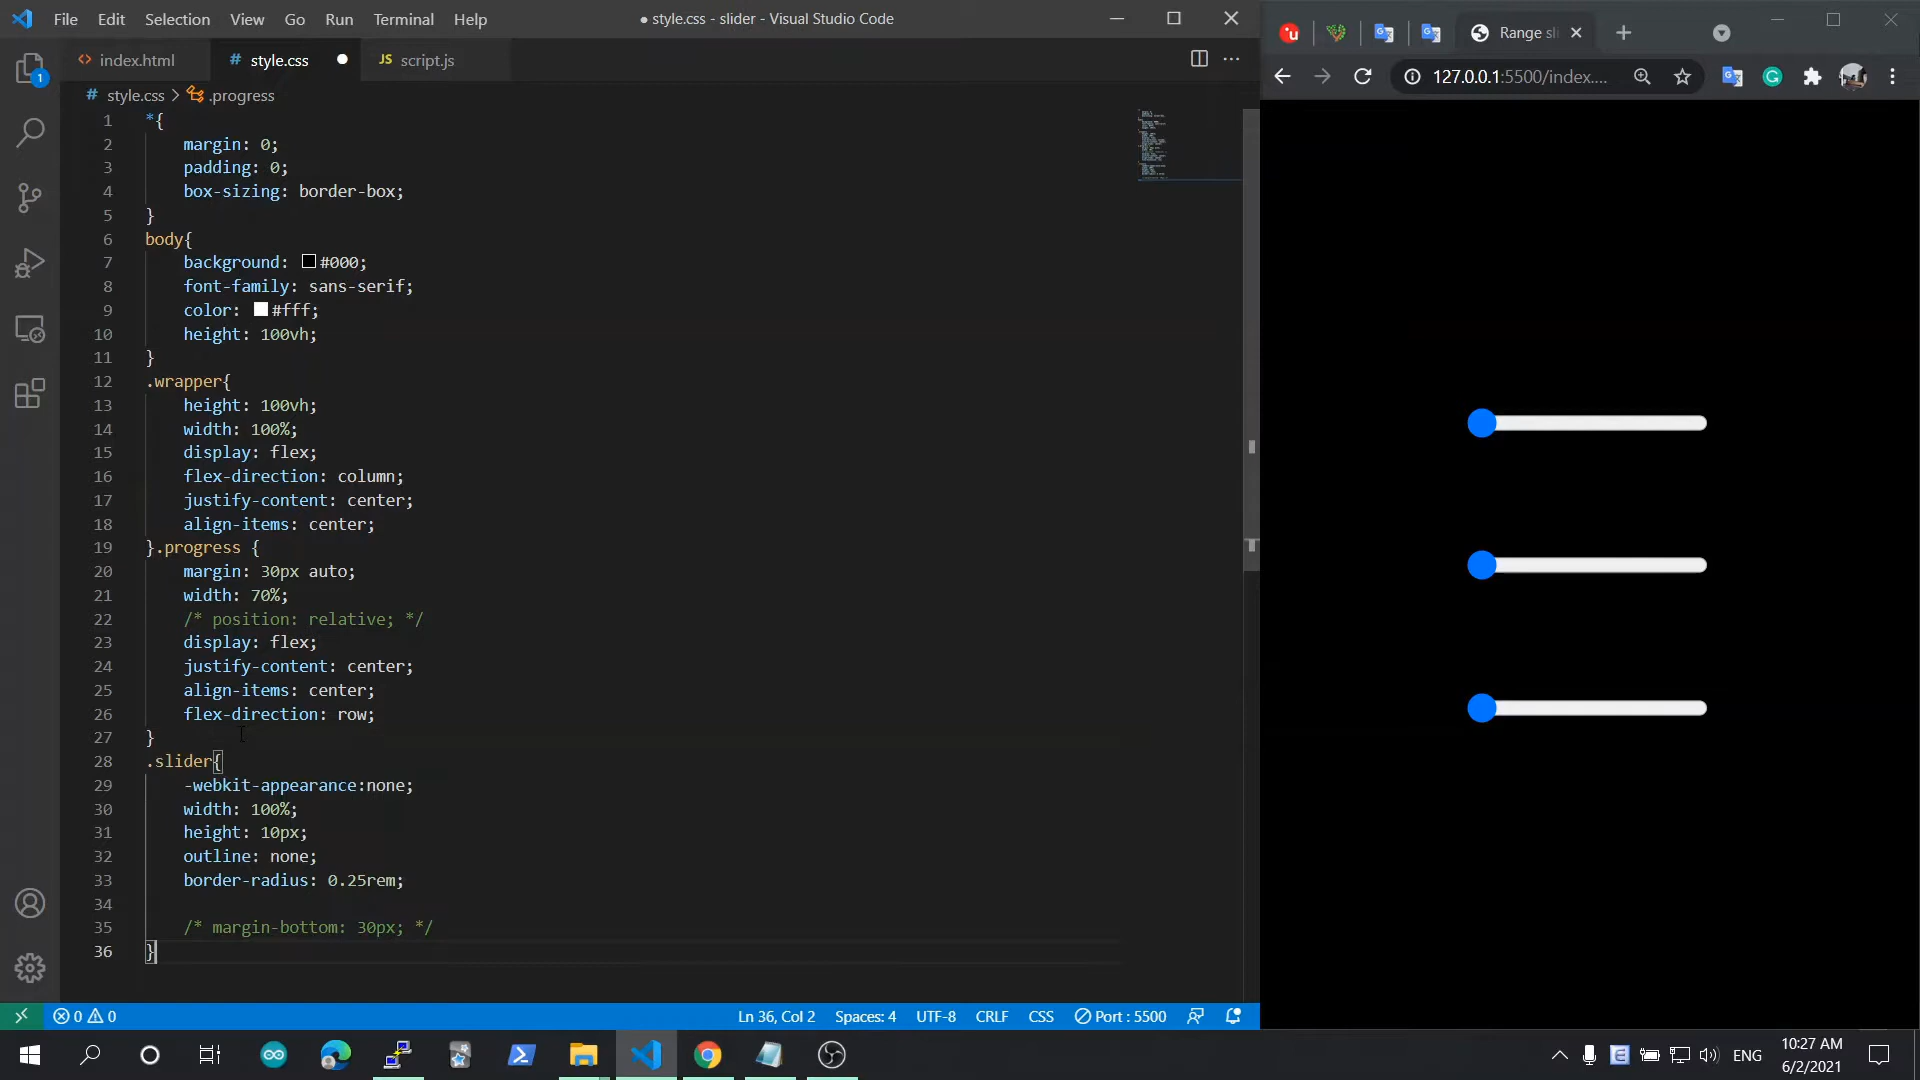 File Edit Selection View Go Run Terminal Help
● style.css - slider - Visual Studio Code
index.html
# style.css
JS script.js
# style.css > .progress
1 *{
2 margin: 0;
3 padding: 0;
4 box-sizing: border-box;
5 }
6 body{
7 background: #000;
8 font-family: sans-serif;
9 color: #fff;
10 height: 100vh;
11 }
12 .wrapper{
13 height: 100vh;
14 width: 100%;
15 display: flex;
16 flex-direction: column;
17 justify-content: center;
18 align-items: center;
19 }.progress {
20 margin: 30px auto;
21 width: 70%;
22 /* position: relative; */
23 display: flex;
24 justify-content: center;
25 align-items: center;
26 flex-direction: row;
27 }
28 .slider{
29 -webkit-appearance:none;
30 width: 100%;
31 height: 10px;
32 outline: none;
33 border-radius: 0.25rem;
34
35 /* margin-bottom: 30px; */
36 }
1
0 0
Ln 36, Col 2 Spaces: 4 UTF-8 CRLF CSS Port : 5500
Range sli
127.0.0.1:5500/index....
ENG
10:27 AM
6/2/2021